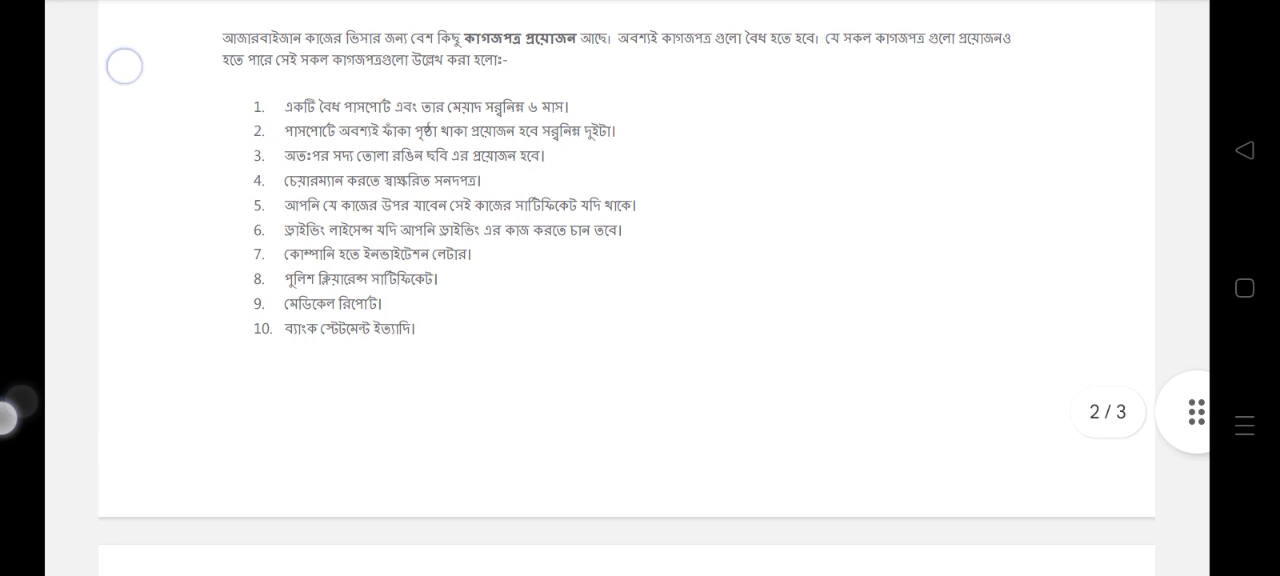 আজারবাইজান কাজের ভিসার জন্য বেশ কিছু কাগজপত্র প্রয়োজন আছে। অবশ্যই কাগজপত্র গুলো বৈধ হতে হবে। যে সকল কাগজপত্র গুলো প্রয়োজনও
হতে পারে সেই সকল কাগজপত্রগুলো উল্লেখ করা হলোঃ-
1. একটি বৈধ পাসপোর্ট এবং তার মেয়াদ সর্বনিম্ন ৬ মাস।
2. পাসপোর্টে অবশ্যই ফাঁকা পৃষ্ঠা থাকা প্রয়োজন হবে সর্বনিম্ন দুইটা।
3. অতঃপর সদ্য তোলা রঙিন ছবি এর প্রয়োজন হবে।
4. চেয়ারম্যান করতে স্বাক্ষরিত সনদপত্র।
5. আপনি যে কাজের উপর যাবেন সেই কাজের সার্টিফিকেট যদি থাকে।
6. ড্রাইভিং লাইসেন্স যদি আপনি ড্রাইভিং এর কাজ করতে চান তবে।
7. কোম্পানি হতে ইনভাইটেশন লেটার।
8. পুলিশ ক্লিয়ারেন্স সার্টিফিকেট।
9. মেডিকেল রিপোর্ট।
10. ব্যাংক স্টেটমেন্ট ইত্যাদি।
2 / 3